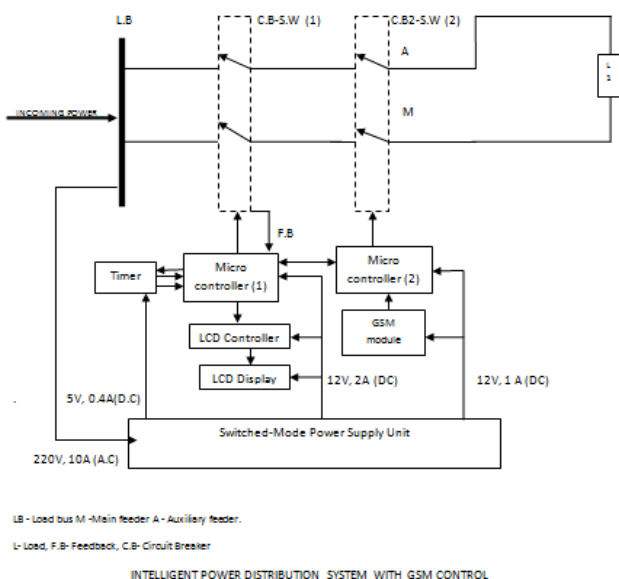 L.B
C.B-S.W (1)
C.B2-S.W (2)
A
L
INCOMING POWER
M
F.B
Timer
Micro
controller (1)
Micro
controller (2)
GSM
module
LCD Controller
LCD Display
5V, 0.4A(D.C)
12V, 2A (DC)
12V, 1 A (DC)
Switched-Mode Power Supply Unit
220V, 10A (A.C)
LB - Load bus M -Main feeder A - Auxiliary feeder.
L- Load, F.B- Feedback, C.B- Circuit Breaker
INTELLIGENT POWER DISTRIBUTION SYSTEM WITH GSM CONTROL